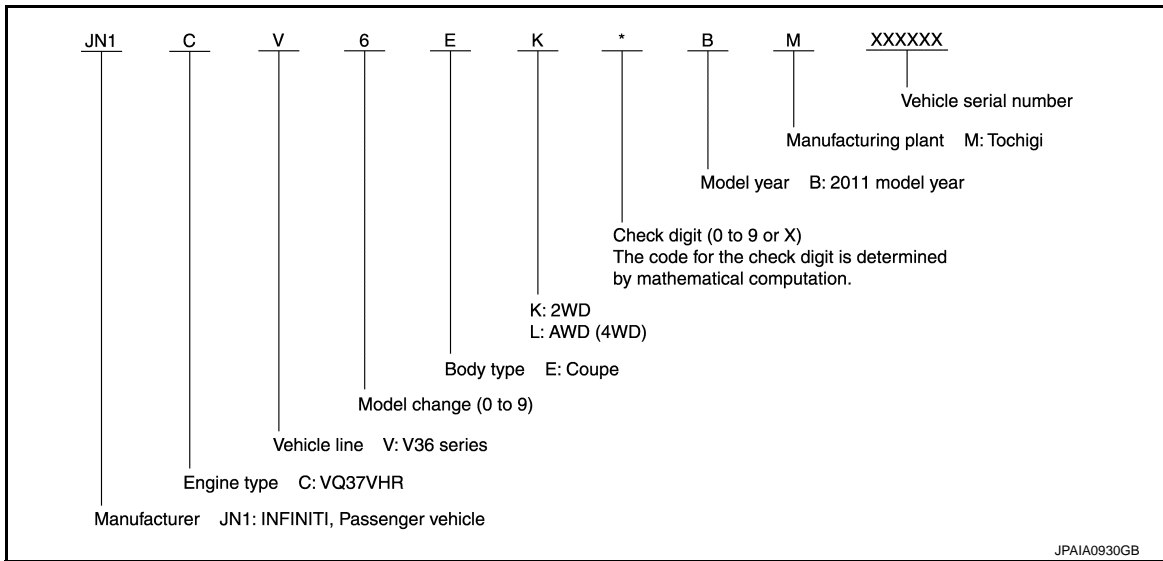 JN1 C V 6 E K * B M XXXXXX
Vehicle serial number
Manufacturing plant M: Tochigi
Model year B: 2011 model year
Check digit (0 to 9 or X)
The code for the check digit is determined
by mathematical computation.
K: 2WD
L: AWD (4WD)
Body type E: Coupe
Model change (0 to 9)
Vehicle line V: V36 series
Engine type C: VQ37VHR
Manufacturer JN1: INFINITI, Passenger vehicle
JPAIA0930GB